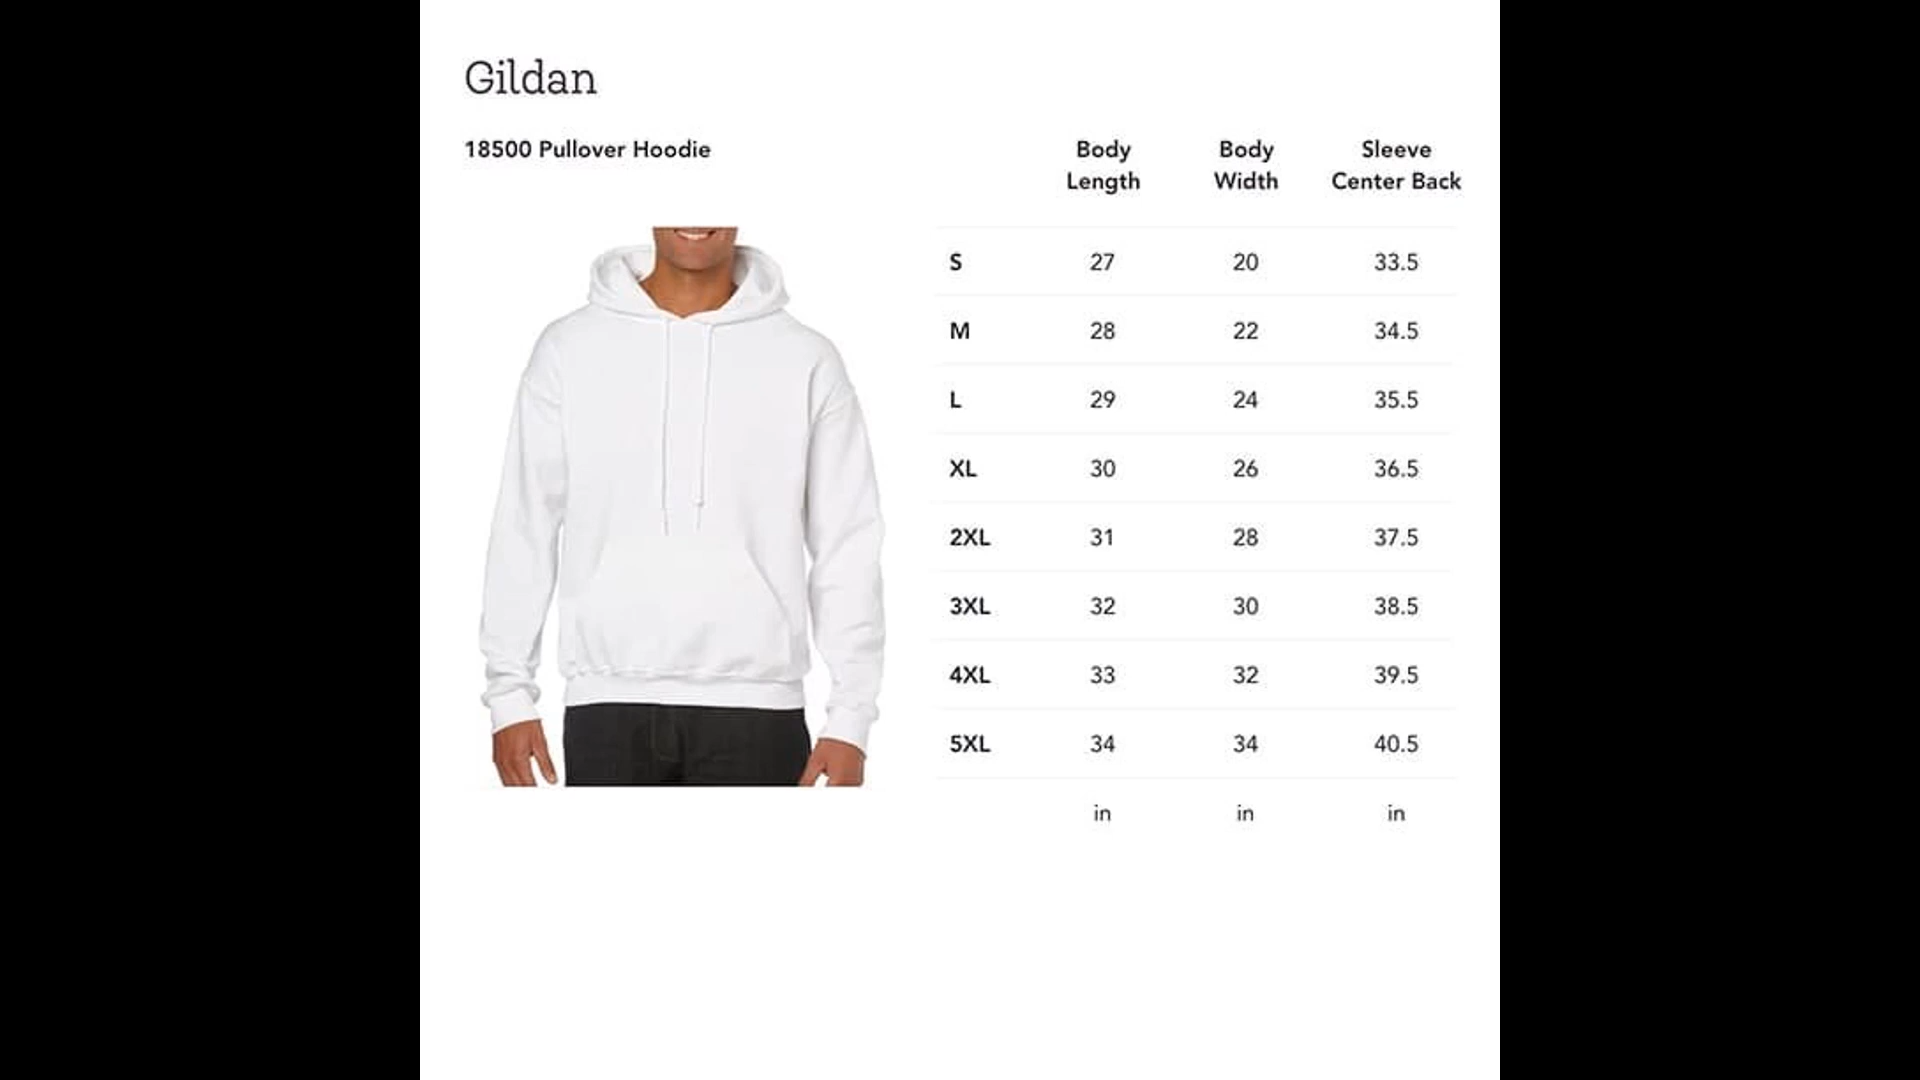 Gildan
18500 Pullover Hoodie
Body Length Body Width Sleeve Center Back
S 27 20 33.5
M 28 22 34.5
L 29 24 35.5
XL 30 26 36.5
2XL 31 28 37.5
3XL 32 30 38.5
4XL 33 32 39.5
5XL 34 34 40.5
in in in